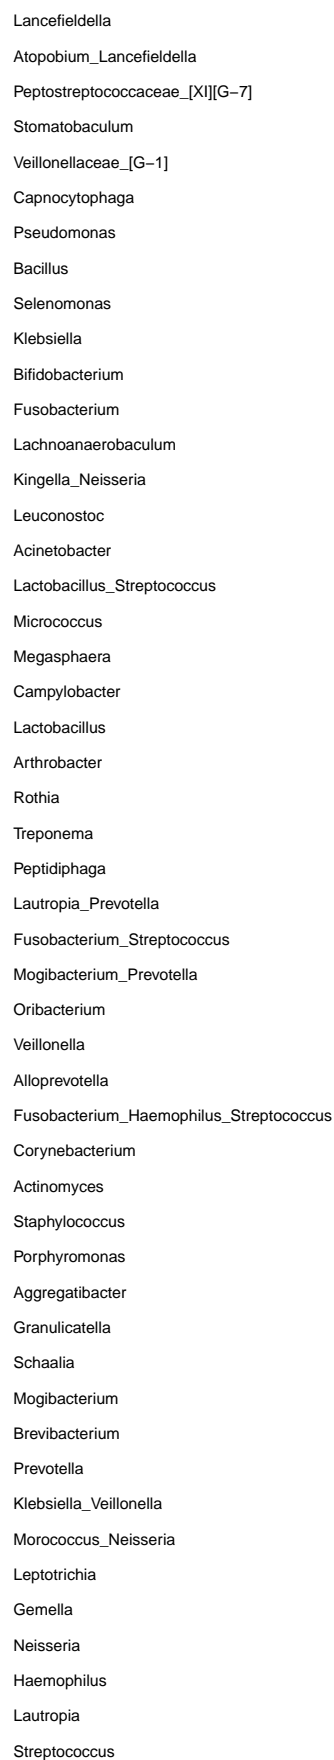 Lancefieldella
Atopobium_Lancefieldella
Peptostreptococcaceae_[XI][G−7]
Stomatobaculum
Veillonellaceae_[G−1]
Capnocytophaga
Pseudomonas
Bacillus
Selenomonas
Klebsiella
Bifidobacterium
Fusobacterium
Lachnoanaerobaculum
Kingella_Neisseria
Leuconostoc
Acinetobacter
Lactobacillus_Streptococcus
Micrococcus
Megasphaera
Campylobacter
Lactobacillus
Arthrobacter
Rothia
Treponema
Peptidiphaga
Lautropia_Prevotella
Fusobacterium_Streptococcus
Mogibacterium_Prevotella
Oribacterium
Veillonella
Alloprevotella
Fusobacterium_Haemophilus_Streptococcus
Corynebacterium
Actinomyces
Staphylococcus
Porphyromonas
Aggregatibacter
Granulicatella
Schaalia
Mogibacterium
Brevibacterium
Prevotella
Klebsiella_Veillonella
Morococcus_Neisseria
Leptotrichia
Gemella
Neisseria
Haemophilus
Lautropia
Streptococcus